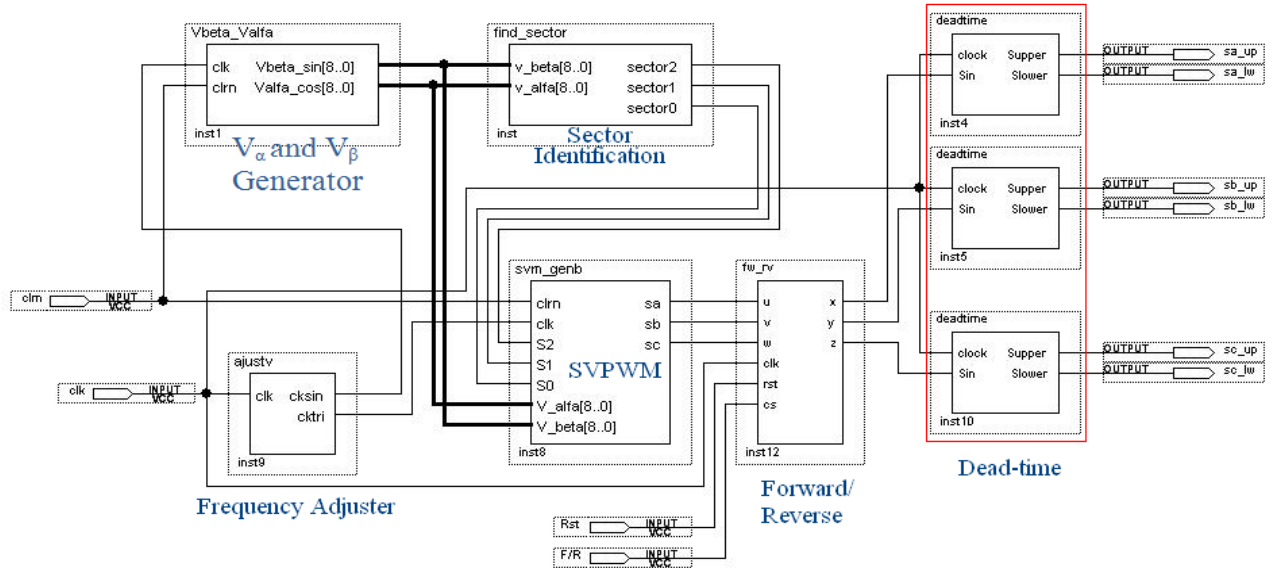 Vbeta_Valfa
clk Vbeta_sin[8..0]
clrn Valfa_cos[8..0]
inst1
Vα and Vβ
Generator
find_sector
v_beta[8..0] sector2
v_alfa[8..0] sector1
sector0
inst
Sector
Identification
deadtime
clock Supper
Sin Slower
inst4
OUTPUT sa_up
OUTPUT sa_lw
deadtime
clock Supper
Sin Slower
inst5
OUTPUT sb_up
OUTPUT sb_lw
deadtime
clock Supper
Sin Slower
inst10
OUTPUT sc_up
OUTPUT sc_lw
Dead-time
clrn INPUT
VCC
clk INPUT
VCC
ajustv
clk cksin
cktri
inst9
Frequency Adjuster
svm_genb
clrn sa
clk sb
S2 sc
S1
S0
V_alfa[8..0]
V_beta[8..0]
SVPWM
inst8
fw_rv
u x
v y
w z
clk
rst
cs
inst12
Forward/
Reverse
Rst INPUT
VCC
F/R INPUT
VCC